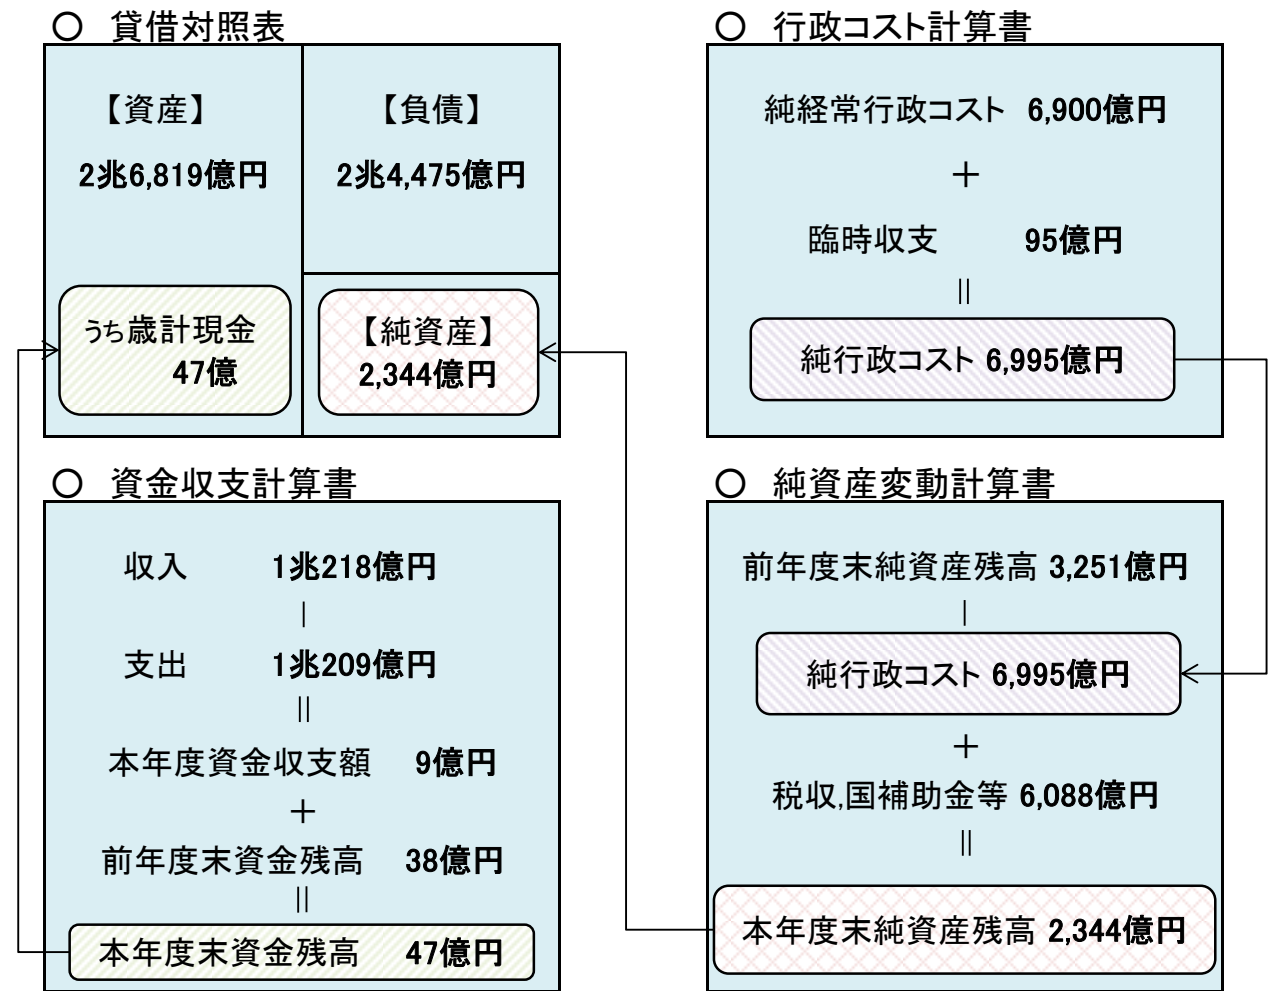 ○ 貸借対照表
【資産】
2兆6,819億円
【負債】
2兆4,475億円
うち歳計現金
47億
【純資産】
2,344億円
○ 行政コスト計算書
純経常行政コスト 6,900億円
＋
臨時収支 95億円
||
純行政コスト 6,995億円
○ 資金収支計算書
収入 1兆218億円
|
支出 1兆209億円
||
本年度資金収支額 9億円
＋
前年度末資金残高 38億円
||
本年度末資金残高 47億円
○ 純資産変動計算書
前年度末純資産残高 3,251億円
|
純行政コスト 6,995億円
＋
税収,国補助金等 6,088億円
||
本年度末純資産残高 2,344億円